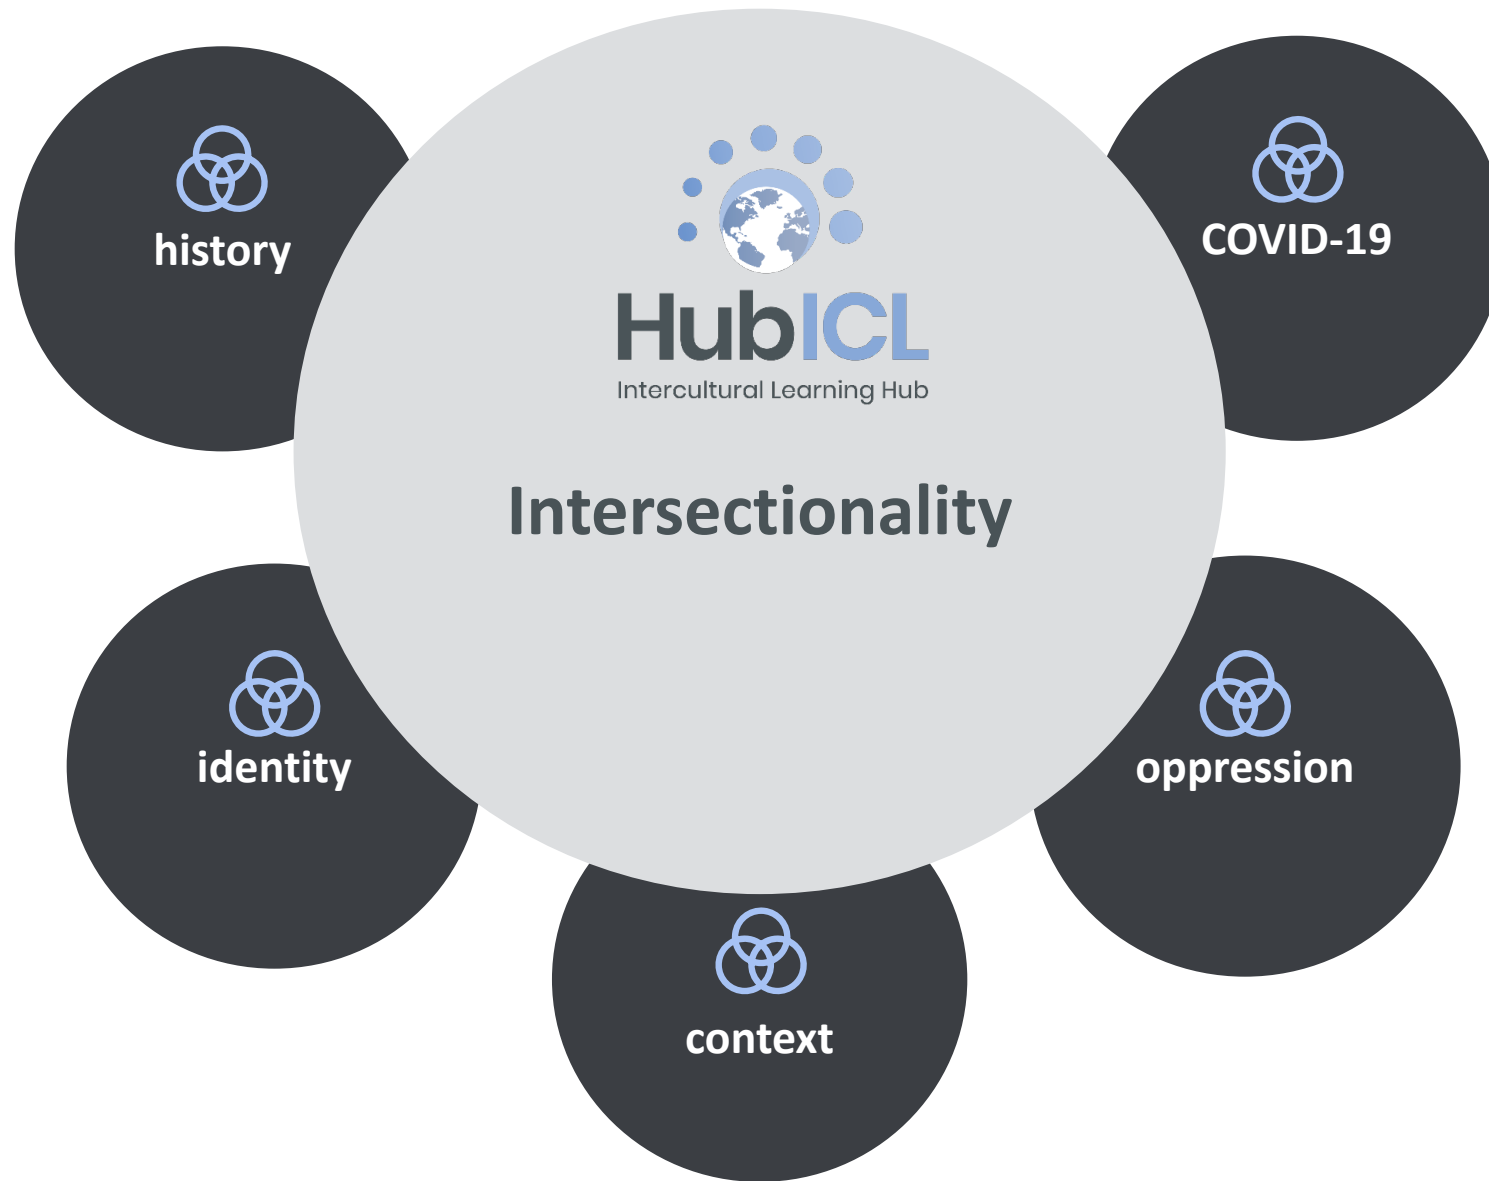 history
COVID-19
HubICL
Intercultural Learning Hub
Intersectionality
identity
oppression
context